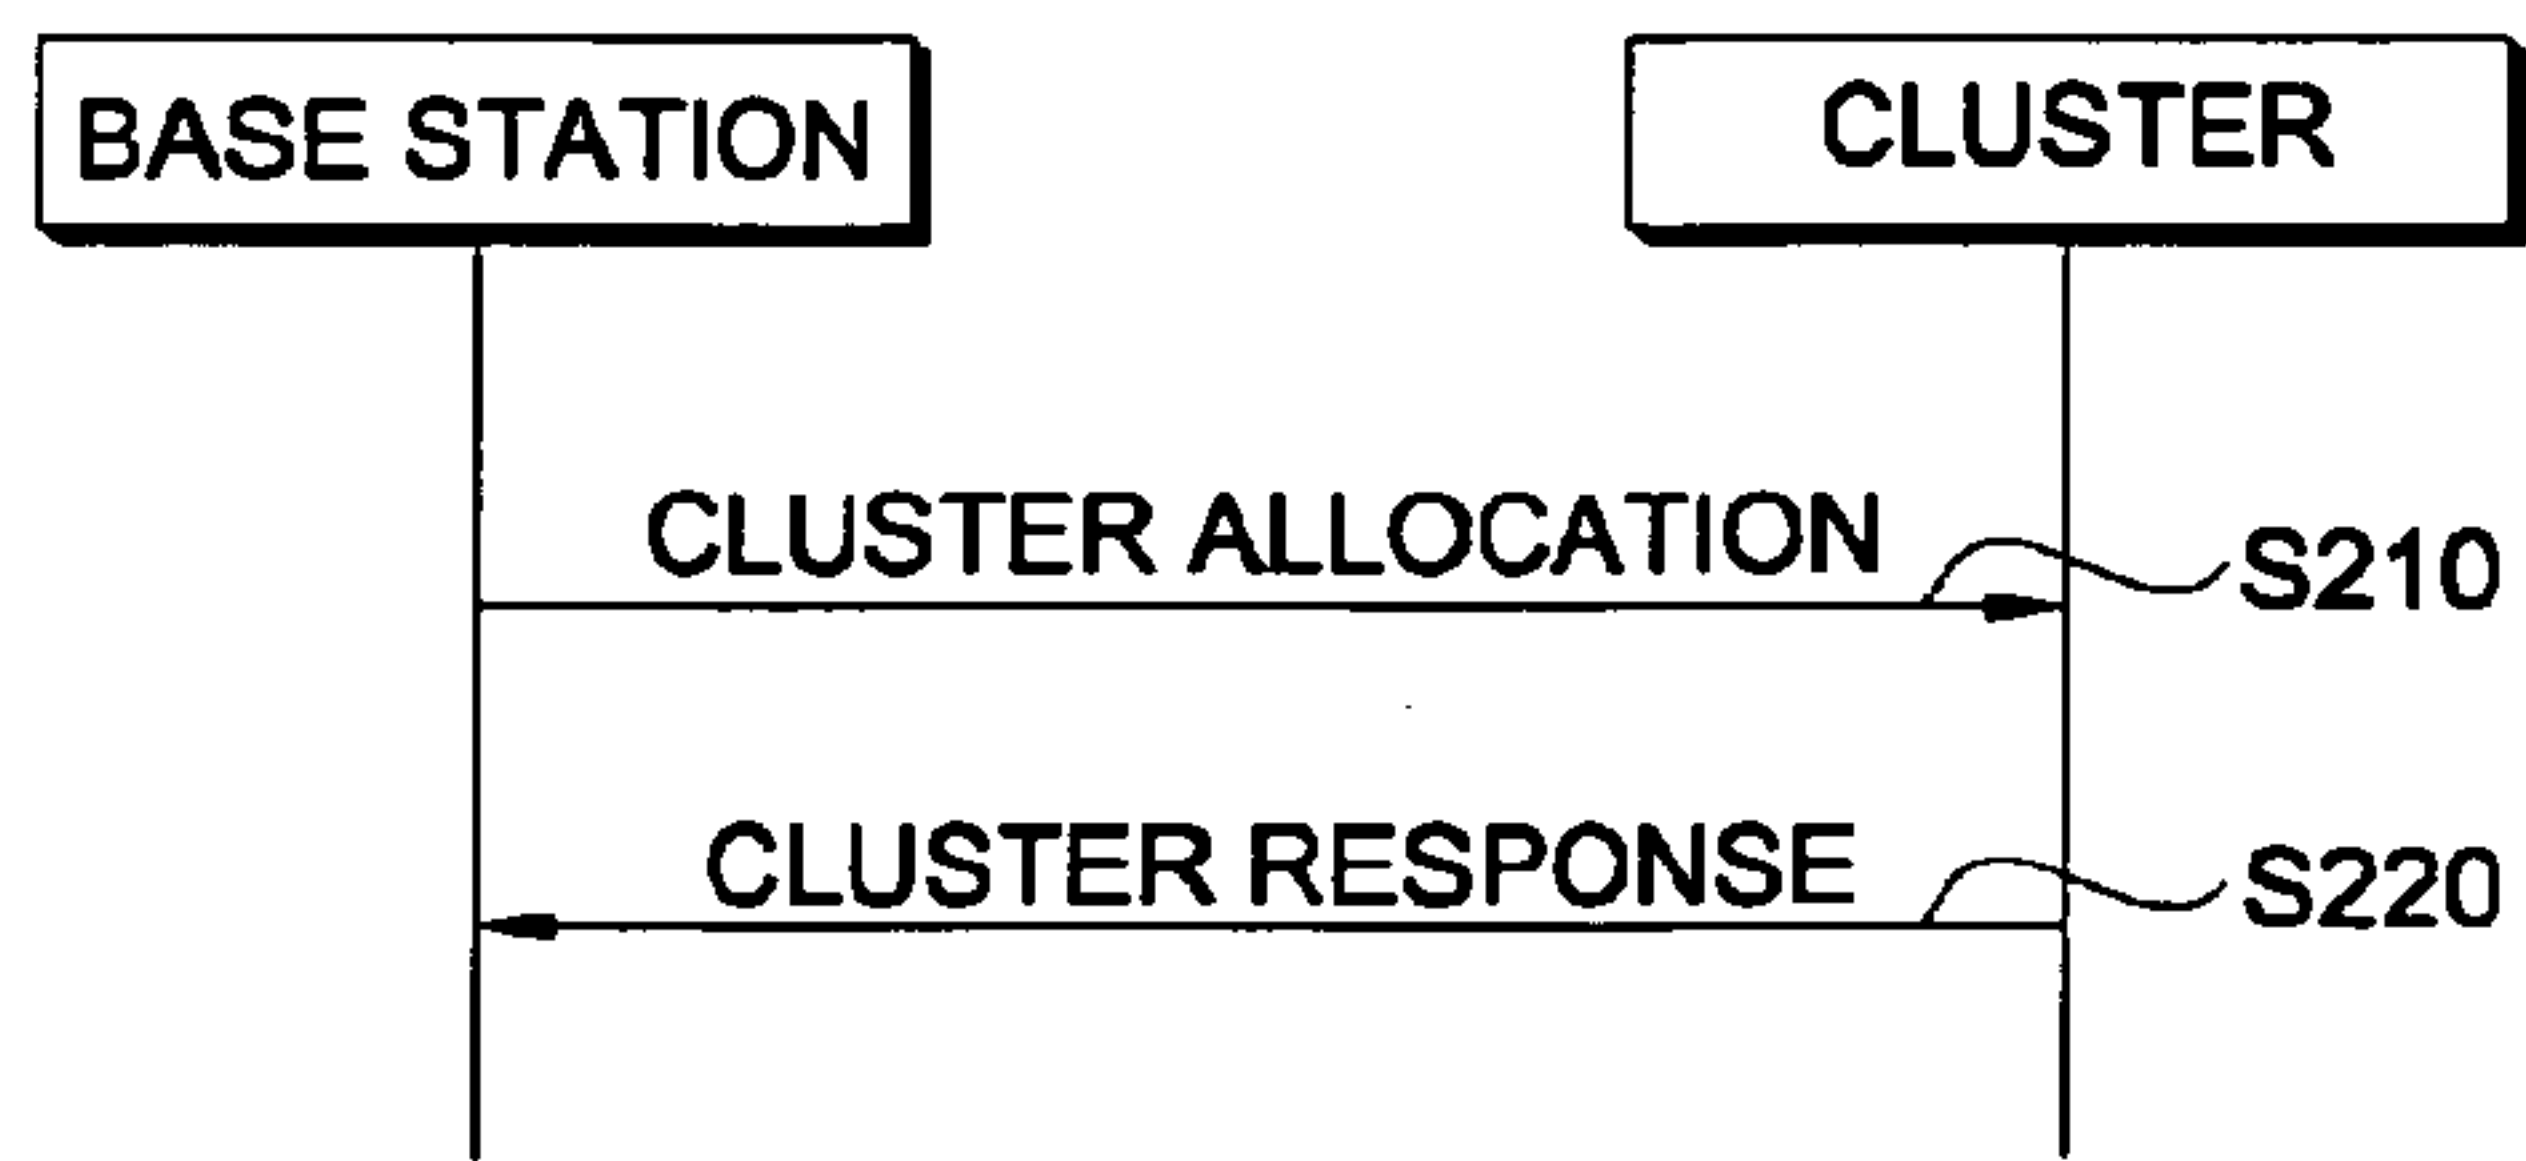 BASE STATION
CLUSTER
CLUSTER ALLOCATION
S210
CLUSTER RESPONSE
S220